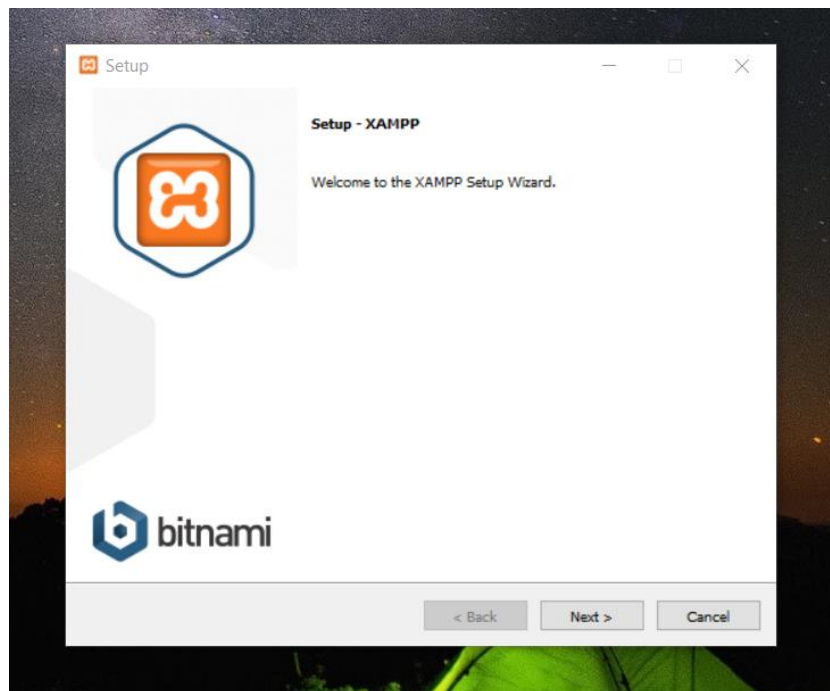 Setup
Setup - XAMPP
Welcome to the XAMPP Setup Wizard.
bitnami
< Back
Next >
Cancel